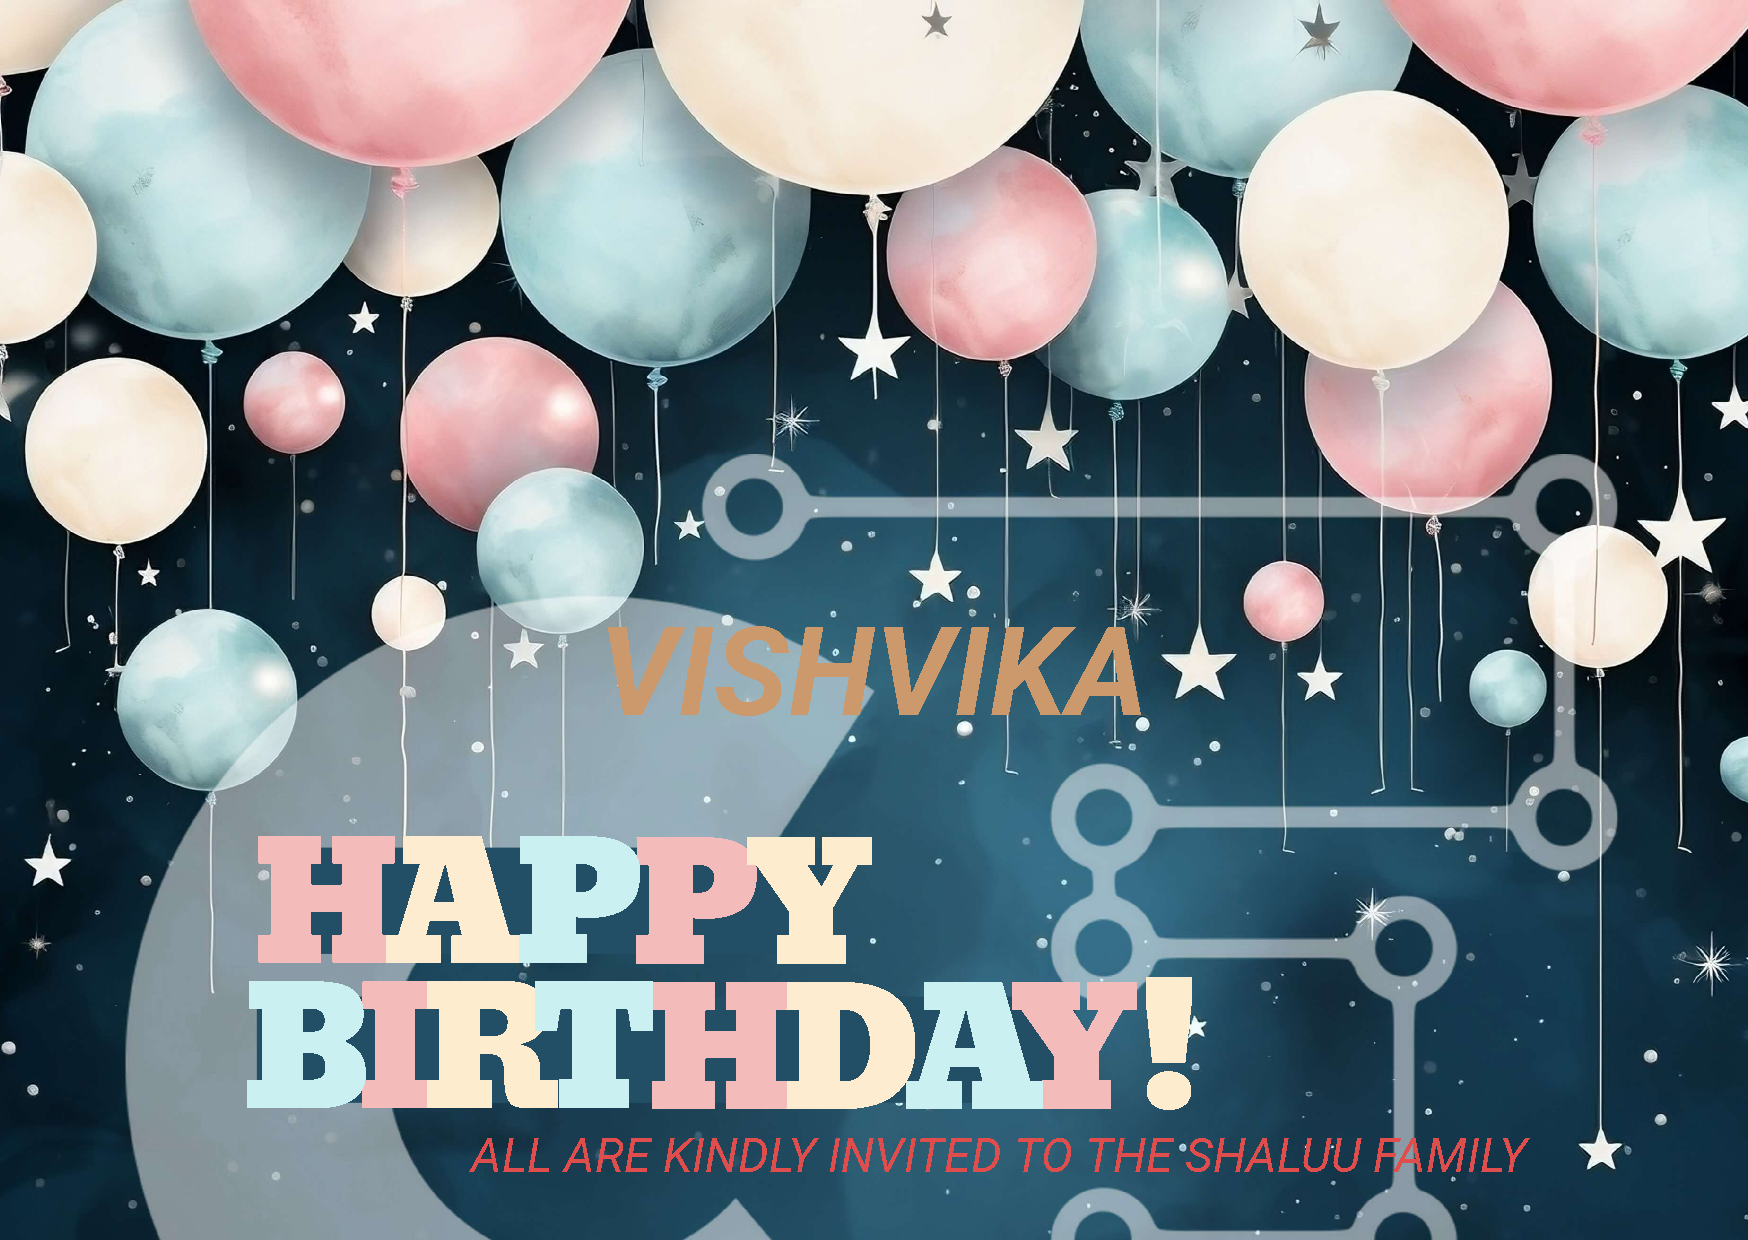 VISHVIKA
HAPPY
BIRTHDAY!
ALL ARE KINDLY INVITED TO THE SHALUU FAMILY